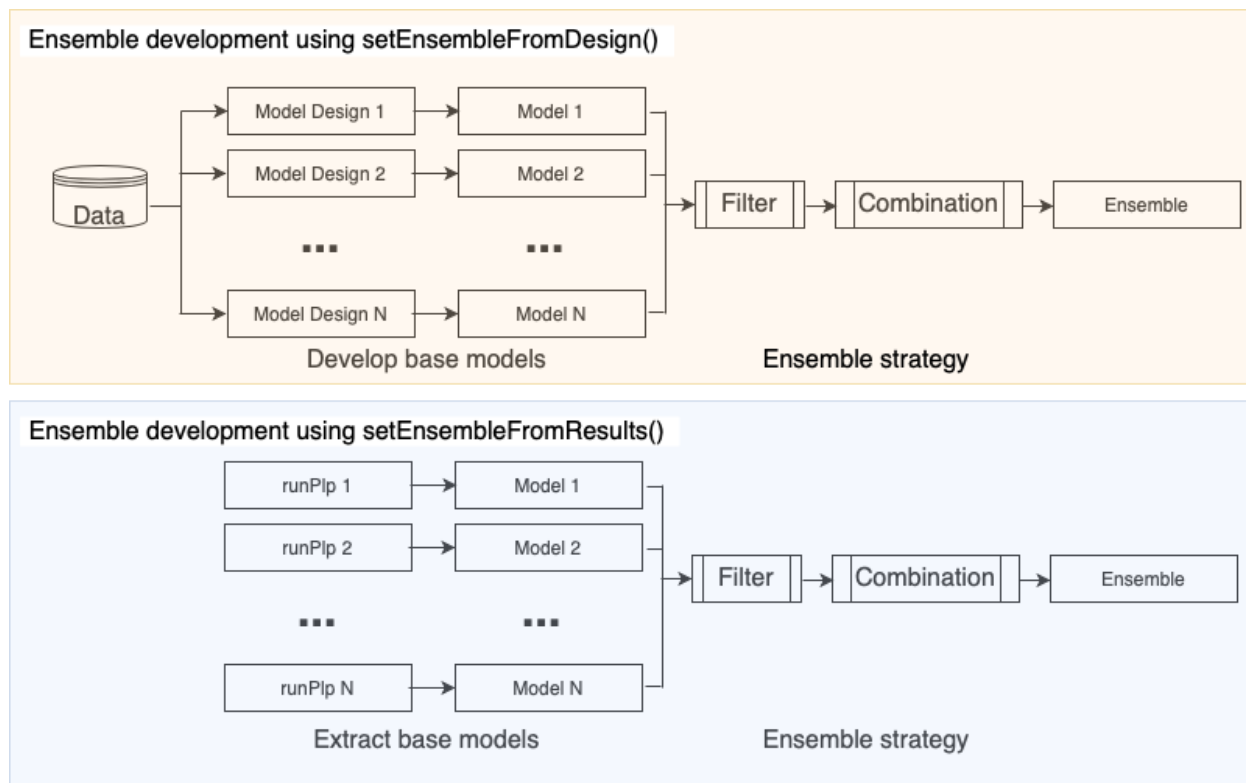 Ensemble development using setEnsembleFromDesign()
Model Design 1
Model 1
Model Design 2
Model 2
Data
Filter
Combination
Ensemble
...
...
Model Design N
Model N
Develop base models
Ensemble strategy
Ensemble development using setEnsembleFromResults()
runPlp 1
Model 1
runPlp 2
Model 2
Filter
Combination
Ensemble
...
...
runPlp N
Model N
Extract base models
Ensemble strategy